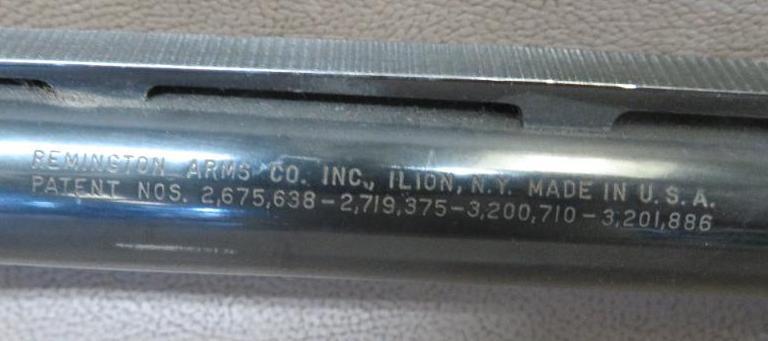 REMINGTON ARMS CO. INC., ILION, N.Y. MADE IN U.S.A.
PATENT NOS. 2,675,638-2,719,375-3,200,710-3,201,886